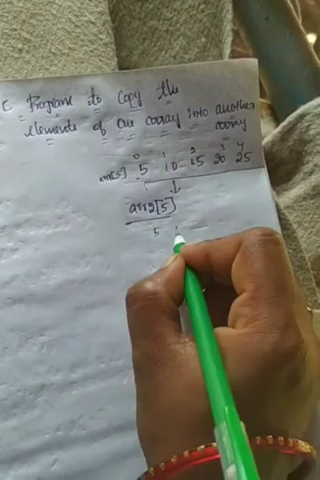 C Program to Copy the
elements of an array into another
array
0 1 2 3 4
arr1[5] 5 10 15 20 25
arr2[5]
5